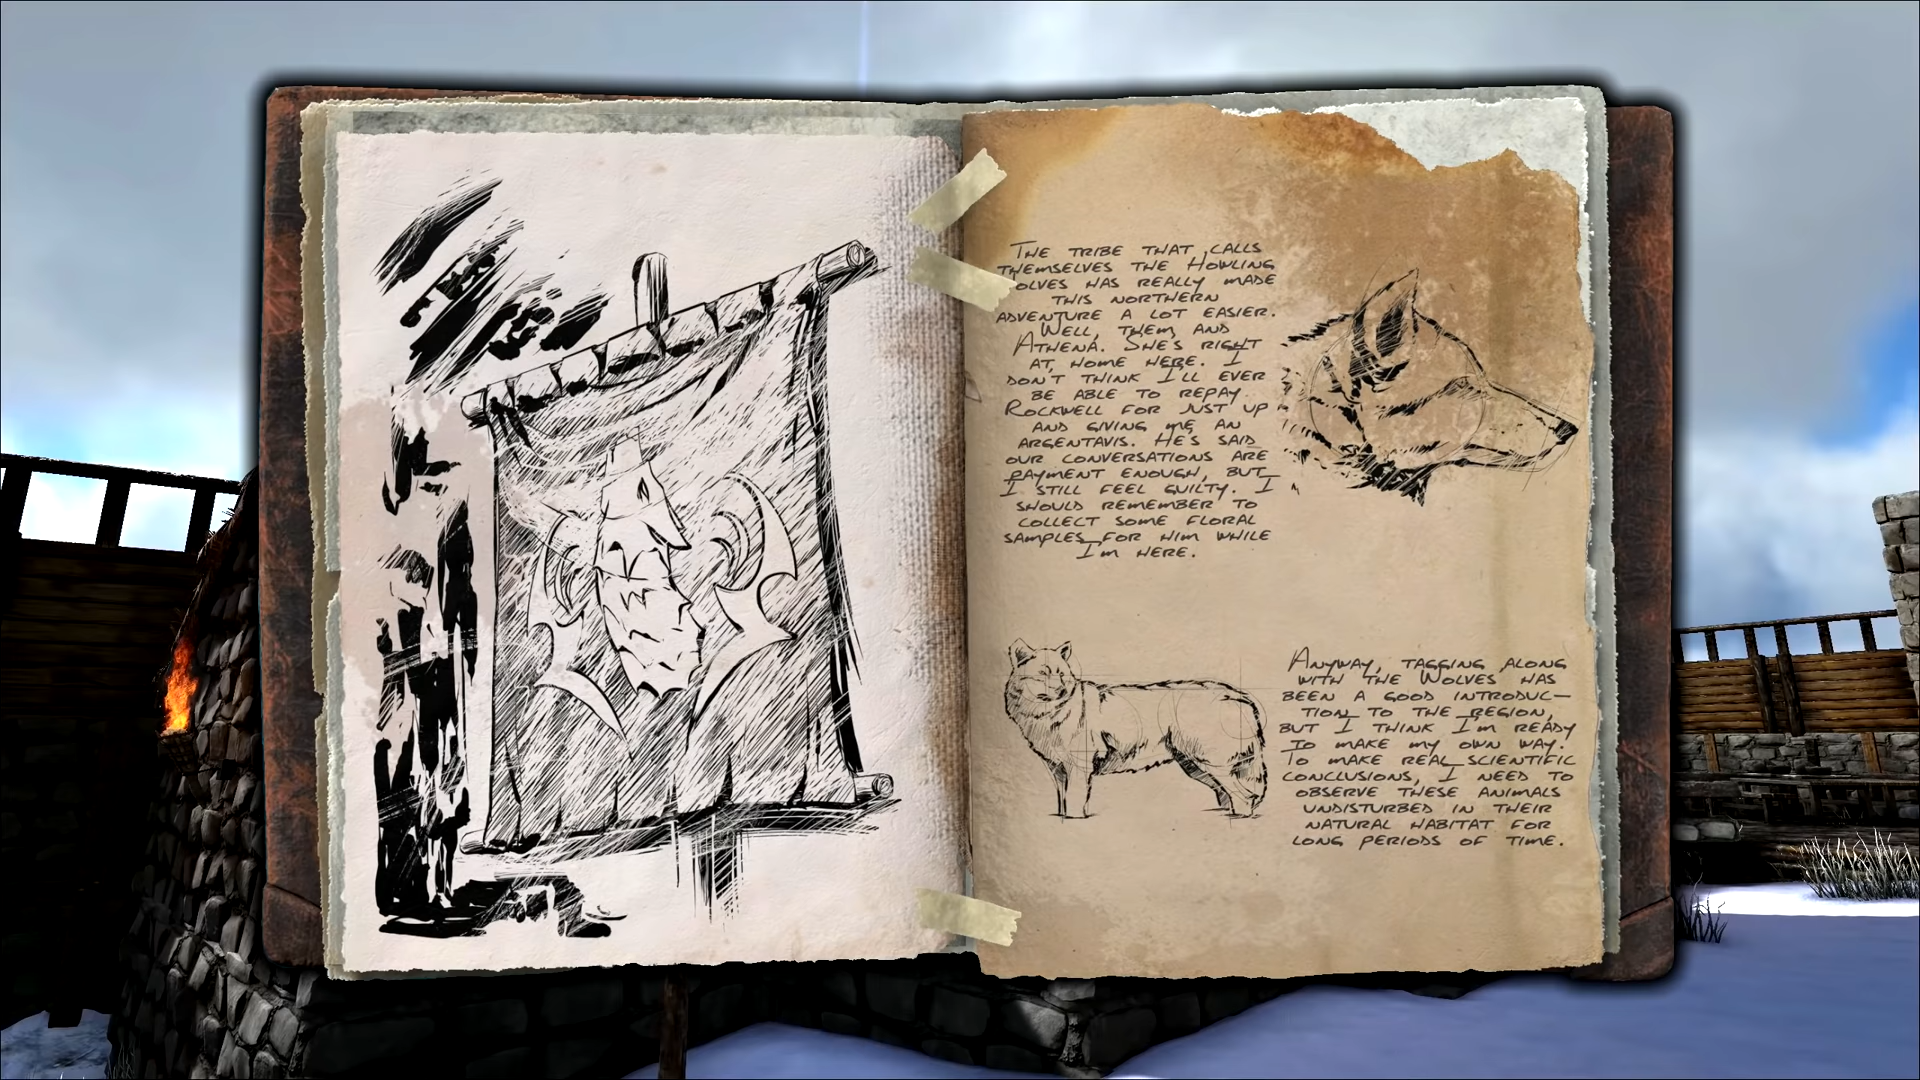 The tribe that calls
themselves the Howling
olves has really made
this northern
adventure a lot easier.
Well, them and
Athena. She's right
at home here. I
don't think I'll ever
be able to repay
Rockwell for just up
and giving me an
argentavis. He's said
our conversations are
payment enough, but
I still feel guilty. I
should remember to
collect some floral
samples for him while
I'm here.
Anyway, tagging along
with the Wolves has
been a good introduc-
tion to the region,
but I think I'm ready
to make my own way.
To make real scientific
conclusions, I need to
observe these animals
undisturbed in their
natural habitat for
long periods of time.